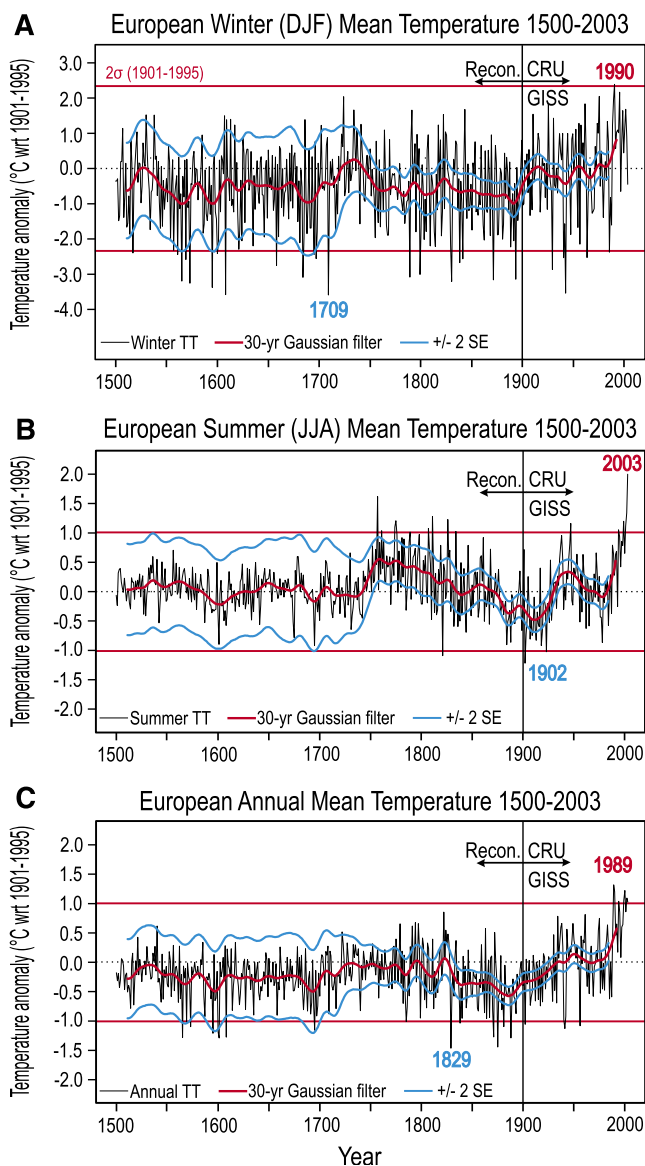 A
European Winter (DJF) Mean Temperature 1500-2003
Temperature anomaly (°C wrt 1901-1995)
3.0
2.0
1.0
0.0
-1.0
-2.0
-3.0
-4.0
2σ (1901-1995)
Recon. CRU
GISS
1990
1709
Winter TT
30-yr Gaussian filter
+/- 2 SE
1500 1600 1700 1800 1900 2000
B
European Summer (JJA) Mean Temperature 1500-2003
Temperature anomaly (°C wrt 1901-1995)
2.0
1.5
1.0
0.5
0.0
-0.5
-1.0
-1.5
-2.0
Recon. CRU
GISS
2003
1902
Summer TT
30-yr Gaussian filter
+/- 2 SE
1500 1600 1700 1800 1900 2000
C
European Annual Mean Temperature 1500-2003
Temperature anomaly (°C wrt 1901-1995)
2.0
1.5
1.0
0.5
0.0
-0.5
-1.0
-1.5
-2.0
Recon. CRU
GISS
1989
1829
Annual TT
30-yr Gaussian filter
+/- 2 SE
1500 1600 1700 1800 1900 2000
Year